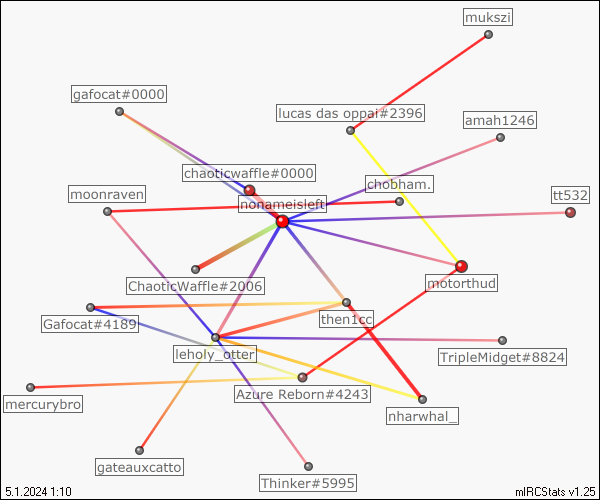 mukszi
gafocat#0000
lucas das oppai#2396
amah1246
chaoticwaffle#0000
chobham.
moonraven
tt532
nonameisleft
ChaoticWaffle#2006
motorthud
Gafocat#4189
then1cc
leholy_otter
TripleMidget#8824
mercurybro
Azure Reborn#4243
nharwhal_
gateauxcatto
Thinker#5995
5.1.2024 1:10
mIRCStats v1.25